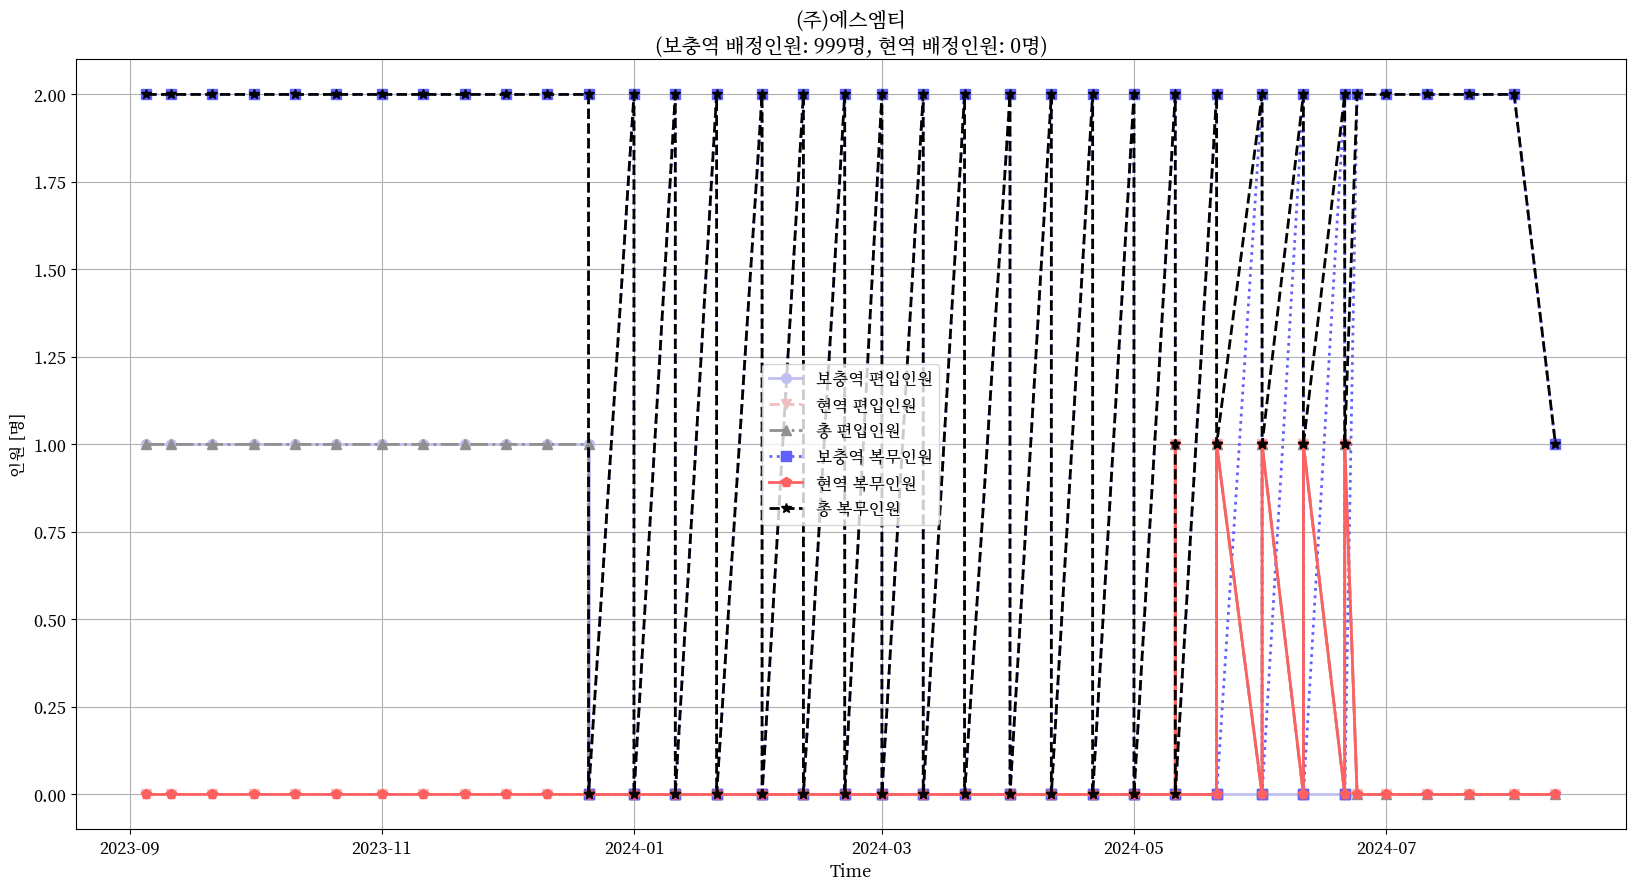 (주)에스엠티
(보충역 배정인원: 999명, 현역 배정인원: 0명)
인원 [명]
2.00
1.75
1.50
1.25
1.00
0.75
0.50
0.25
0.00
보충역 편입인원
현역 편입인원
총 편입인원
보충역 복무인원
현역 복무인원
총 복무인원
2023-09
2023-11
2024-01
2024-03
2024-05
2024-07
Time